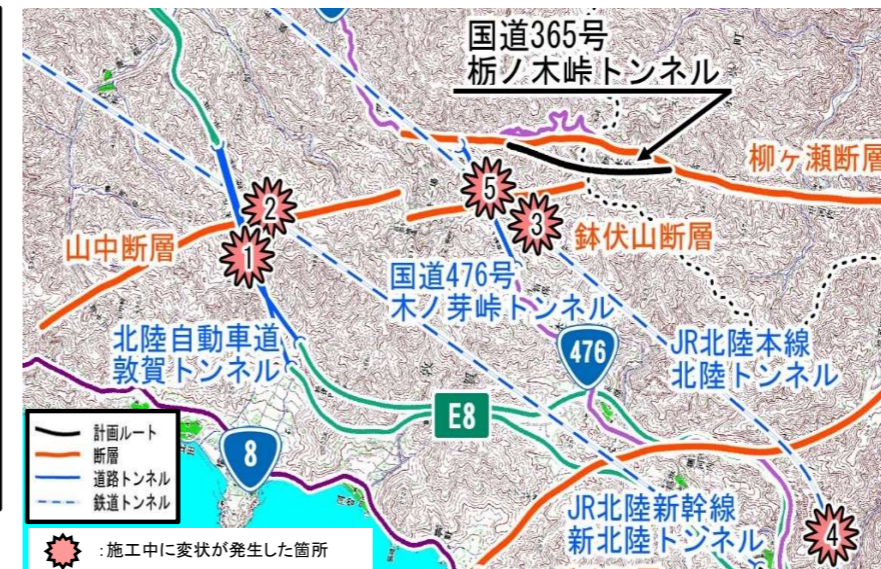 国道365号
栃ノ木峠トンネル
柳ヶ瀬断層
5
2
3
山中断層
1
鉢伏山断層
国道476号
木ノ芽峠トンネル
北陸自動車道
敦賀トンネル
476
JR北陸本線
北陸トンネル
E8
8
計画ルート
断層
道路トンネル
鉄道トンネル
JR北陸新幹線
新北陸トンネル
4
:施工中に変状が発生した箇所